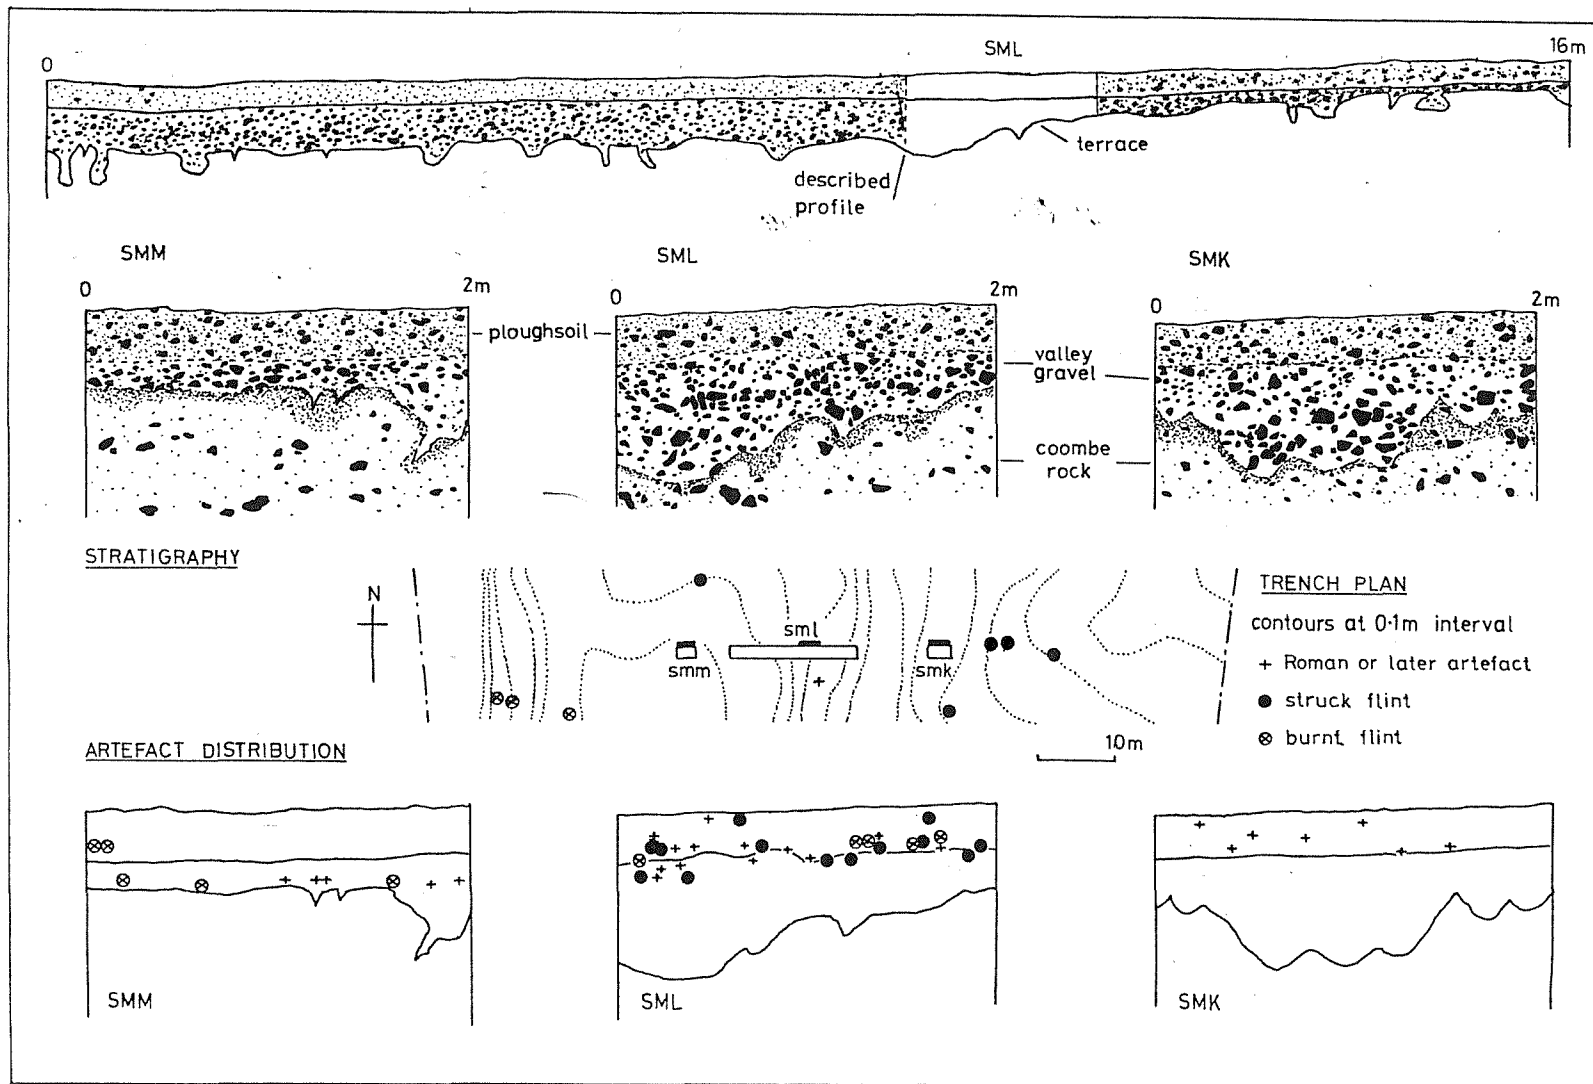 SML
0
16m
terrace
described
profile
SMM
SML
SMK
0
2m
0
2m
0
2m
ploughsoil
valley
gravel
coombe
rock
STRATIGRAPHY
N
TRENCH PLAN
contours at 0·1m interval
+ Roman or later artefact
● struck flint
⊗ burnt flint
sml
smm
smk
10m
ARTEFACT DISTRIBUTION
SMM
SML
SMK